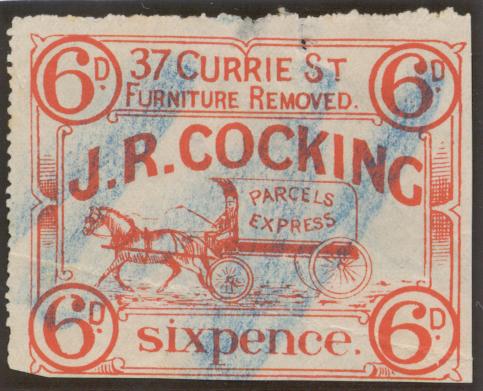 6D. 37 CURRIE ST 6D.
FURNITURE REMOVED.
J.R. COCKING
PARCELS
EXPRESS
6D. sixpence. 6D.